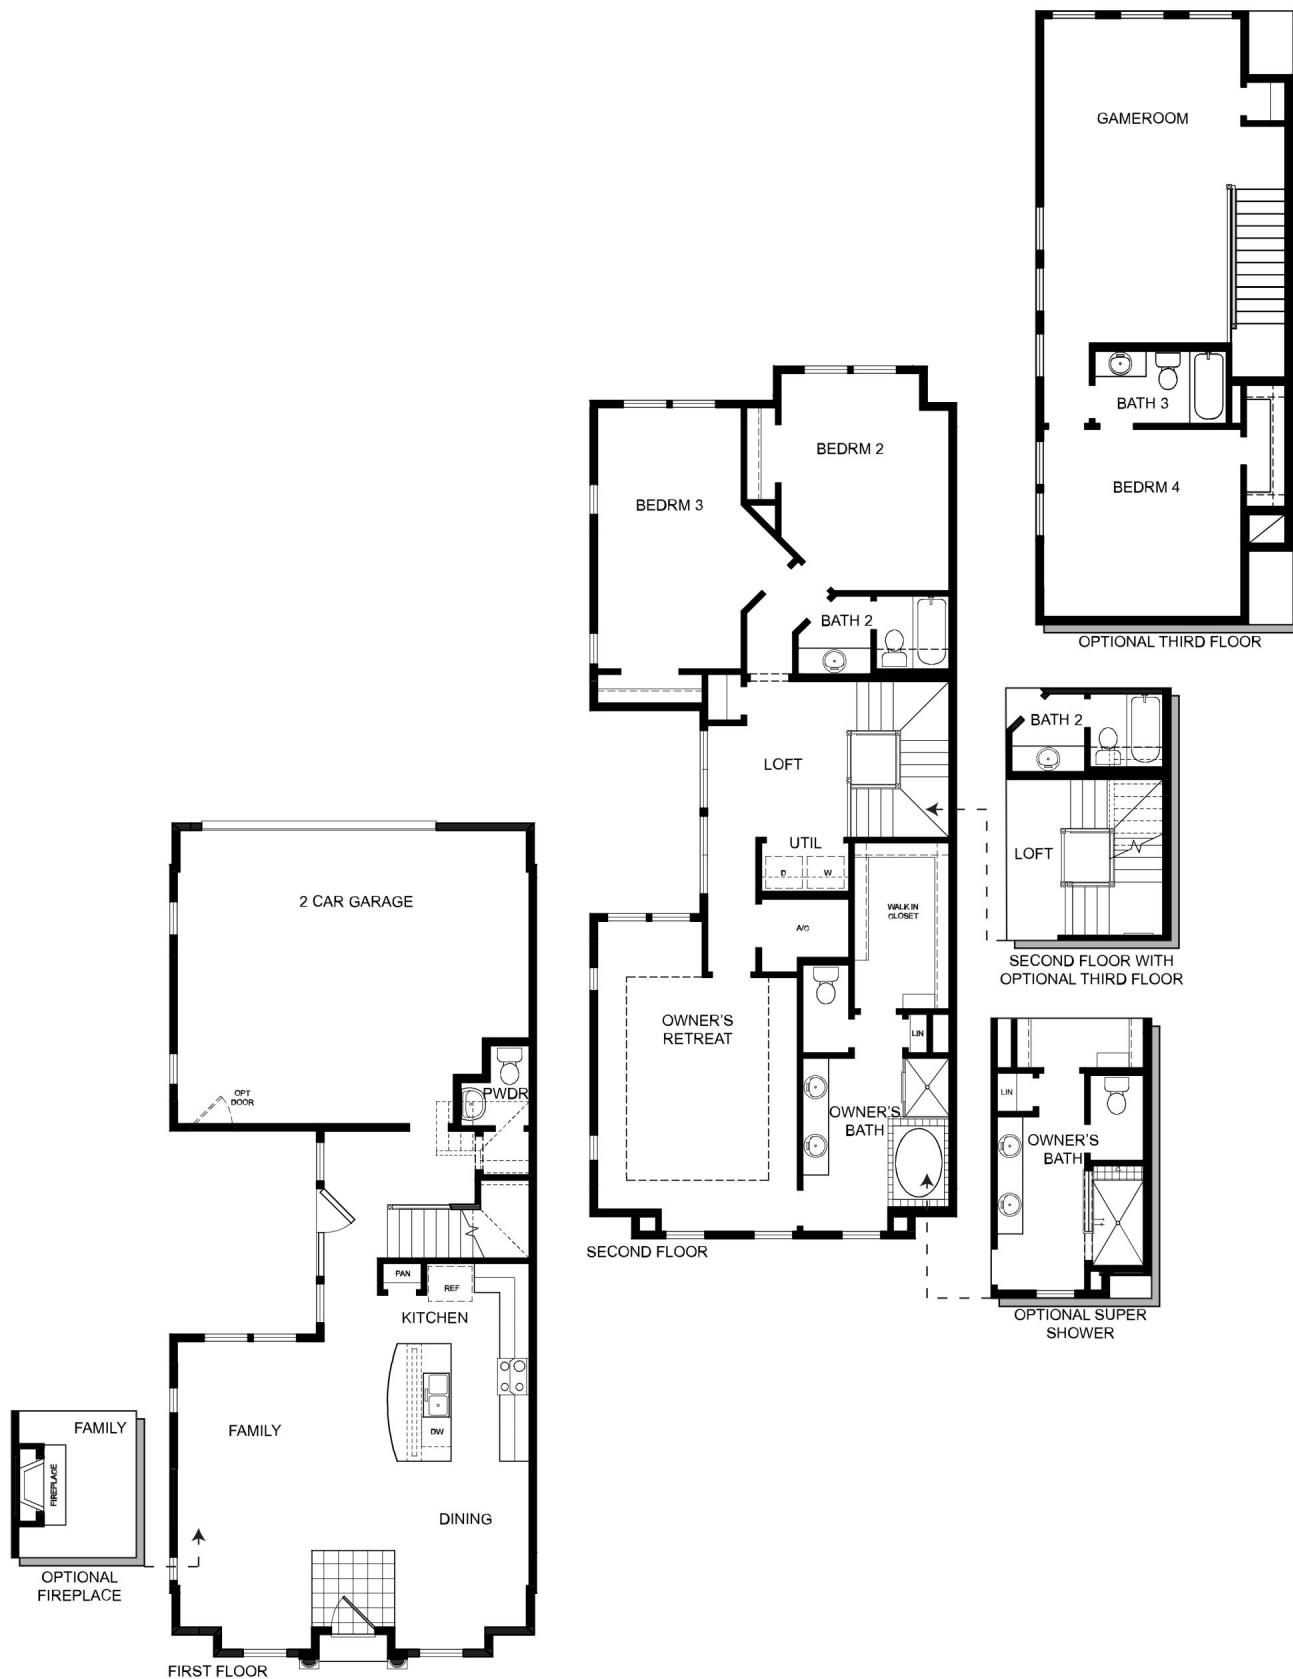 GAMEROOM
BATH 3
BEDRM 4
OPTIONAL THIRD FLOOR
BEDRM 2
BEDRM 3
BATH 2
LOFT
UTIL
D
W
WALK IN
CLOSET
A/C
OWNER'S
RETREAT
LIN
OWNER'S
BATH
SECOND FLOOR
BATH 2
LOFT
SECOND FLOOR WITH
OPTIONAL THIRD FLOOR
LIN
OWNER'S
BATH
OPTIONAL SUPER
SHOWER
2 CAR GARAGE
OPT
DOOR
PWDR
PAN
REF
KITCHEN
FAMILY
DW
DINING
FIRST FLOOR
FAMILY
FIREPLACE
OPTIONAL
FIREPLACE